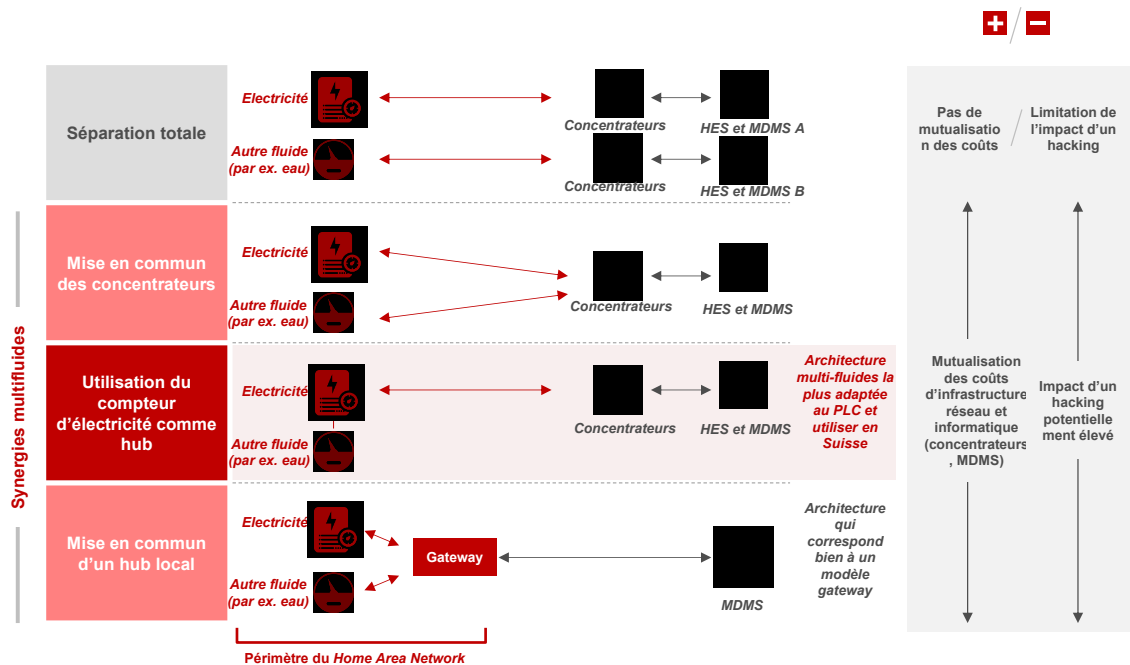 Séparation totale
Electricité
Autre fluide
(par ex. eau)
Concentrateurs
HES et MDMS A
Concentrateurs
HES et MDMS B
Pas de
mutualisatio
n des coûts
Limitation de
l'impact d'un
hacking
Synergies multifluides
Mise en commun
des concentrateurs
Electricité
Autre fluide
(par ex. eau)
Concentrateurs
HES et MDMS
Utilisation du
compteur
d'électricité comme
hub
Electricité
Autre fluide
(par ex. eau)
Concentrateurs
HES et MDMS
Architecture
multi-fluides la
plus adaptée
au PLC et
utiliser en
Suisse
Mutualisation
des coûts
d'infrastructure
réseau et
informatique
(concentrateurs
, MDMS)
Impact d'un
hacking
potentielle
ment élevé
Mise en commun
d'un hub local
Electricité
Autre fluide
(par ex. eau)
Gateway
MDMS
Architecture
qui
correspond
bien à un
modèle
gateway
Périmètre du Home Area Network